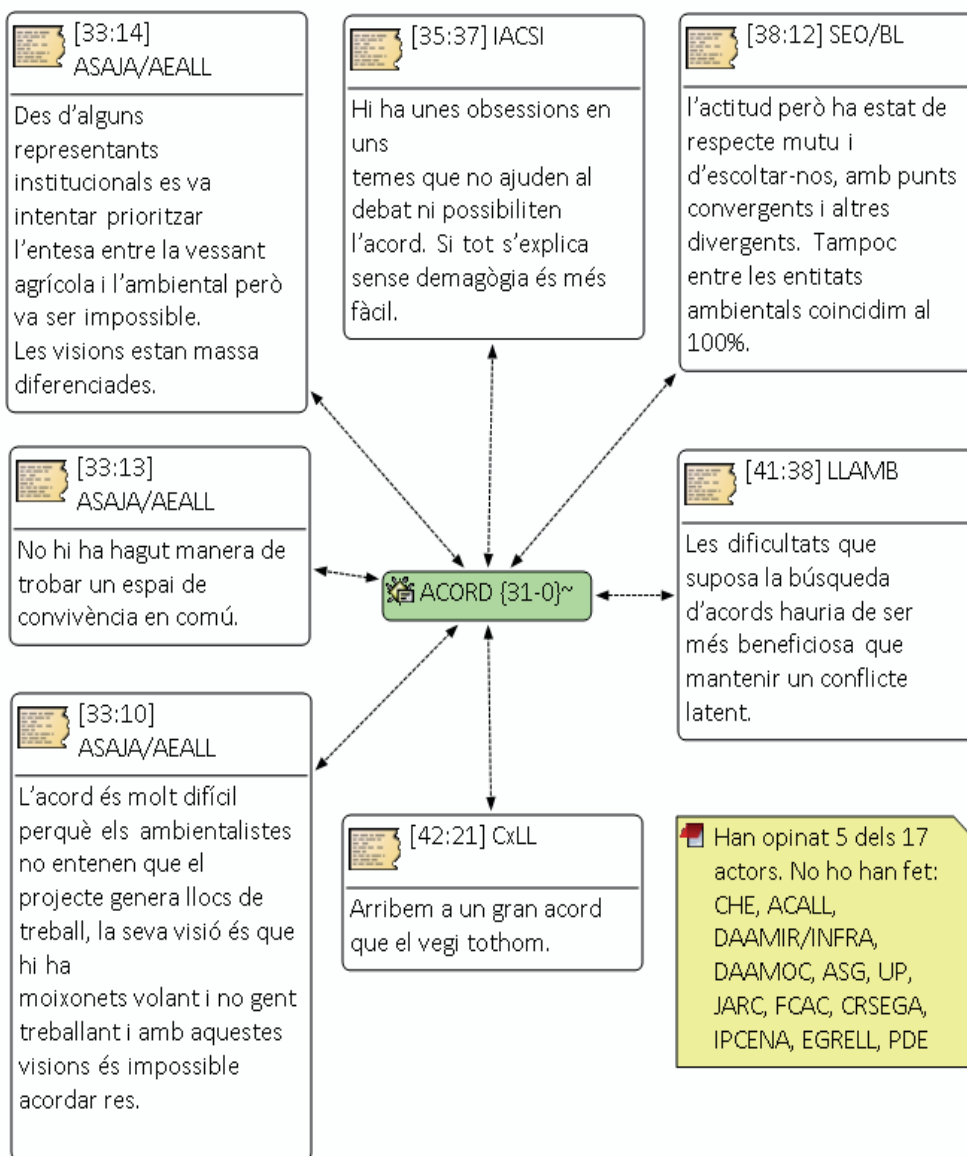 [33:14]
ASAJA/AEALL
Des d'alguns
representants
institucionals es va
intentar prioritzar
l'entesa entre la vessant
agrícola i l'ambiental però
va ser impossible.
Les visions estan massa
diferenciades.
[35:37] IACSI
Hi ha unes obsessions en
uns
temes que no ajuden al
debat ni possibiliten
l'acord. Si tot s'explica
sense demagògia és més
fàcil.
[38:12] SEO/BL
l'actitud però ha estat de
respecte mutu i
d'escoltar-nos, amb punts
convergents i altres
divergents. Tampoc
entre les entitats
ambientals coincidim al
100%.
[33:13]
ASAJA/AEALL
No hi ha hagut manera de
trobar un espai de
convivència en comú.
ACORD {31-0}~
[41:38] LLAMB
Les dificultats que
suposa la búsqueda
d'acords hauria de ser
més beneficiosa que
mantenir un conflicte
latent.
[33:10]
ASAJA/AEALL
L'acord és molt difícil
perquè els ambientalistes
no entenen que el
projecte genera llocs de
treball, la seva visió és que
hi ha
moixonets volant i no gent
treballant i amb aquestes
visions és impossible
acordar res.
[42:21] CxLL
Arribem a un gran acord
que el vegi tothom.
Han opinat 5 dels 17
actors. No ho han fet:
CHE, ACALL,
DAAMIR/INFRA,
DAAMOC, ASG, UP,
JARC, FCAC, CRSEGA,
IPCENA, EGRELL, PDE